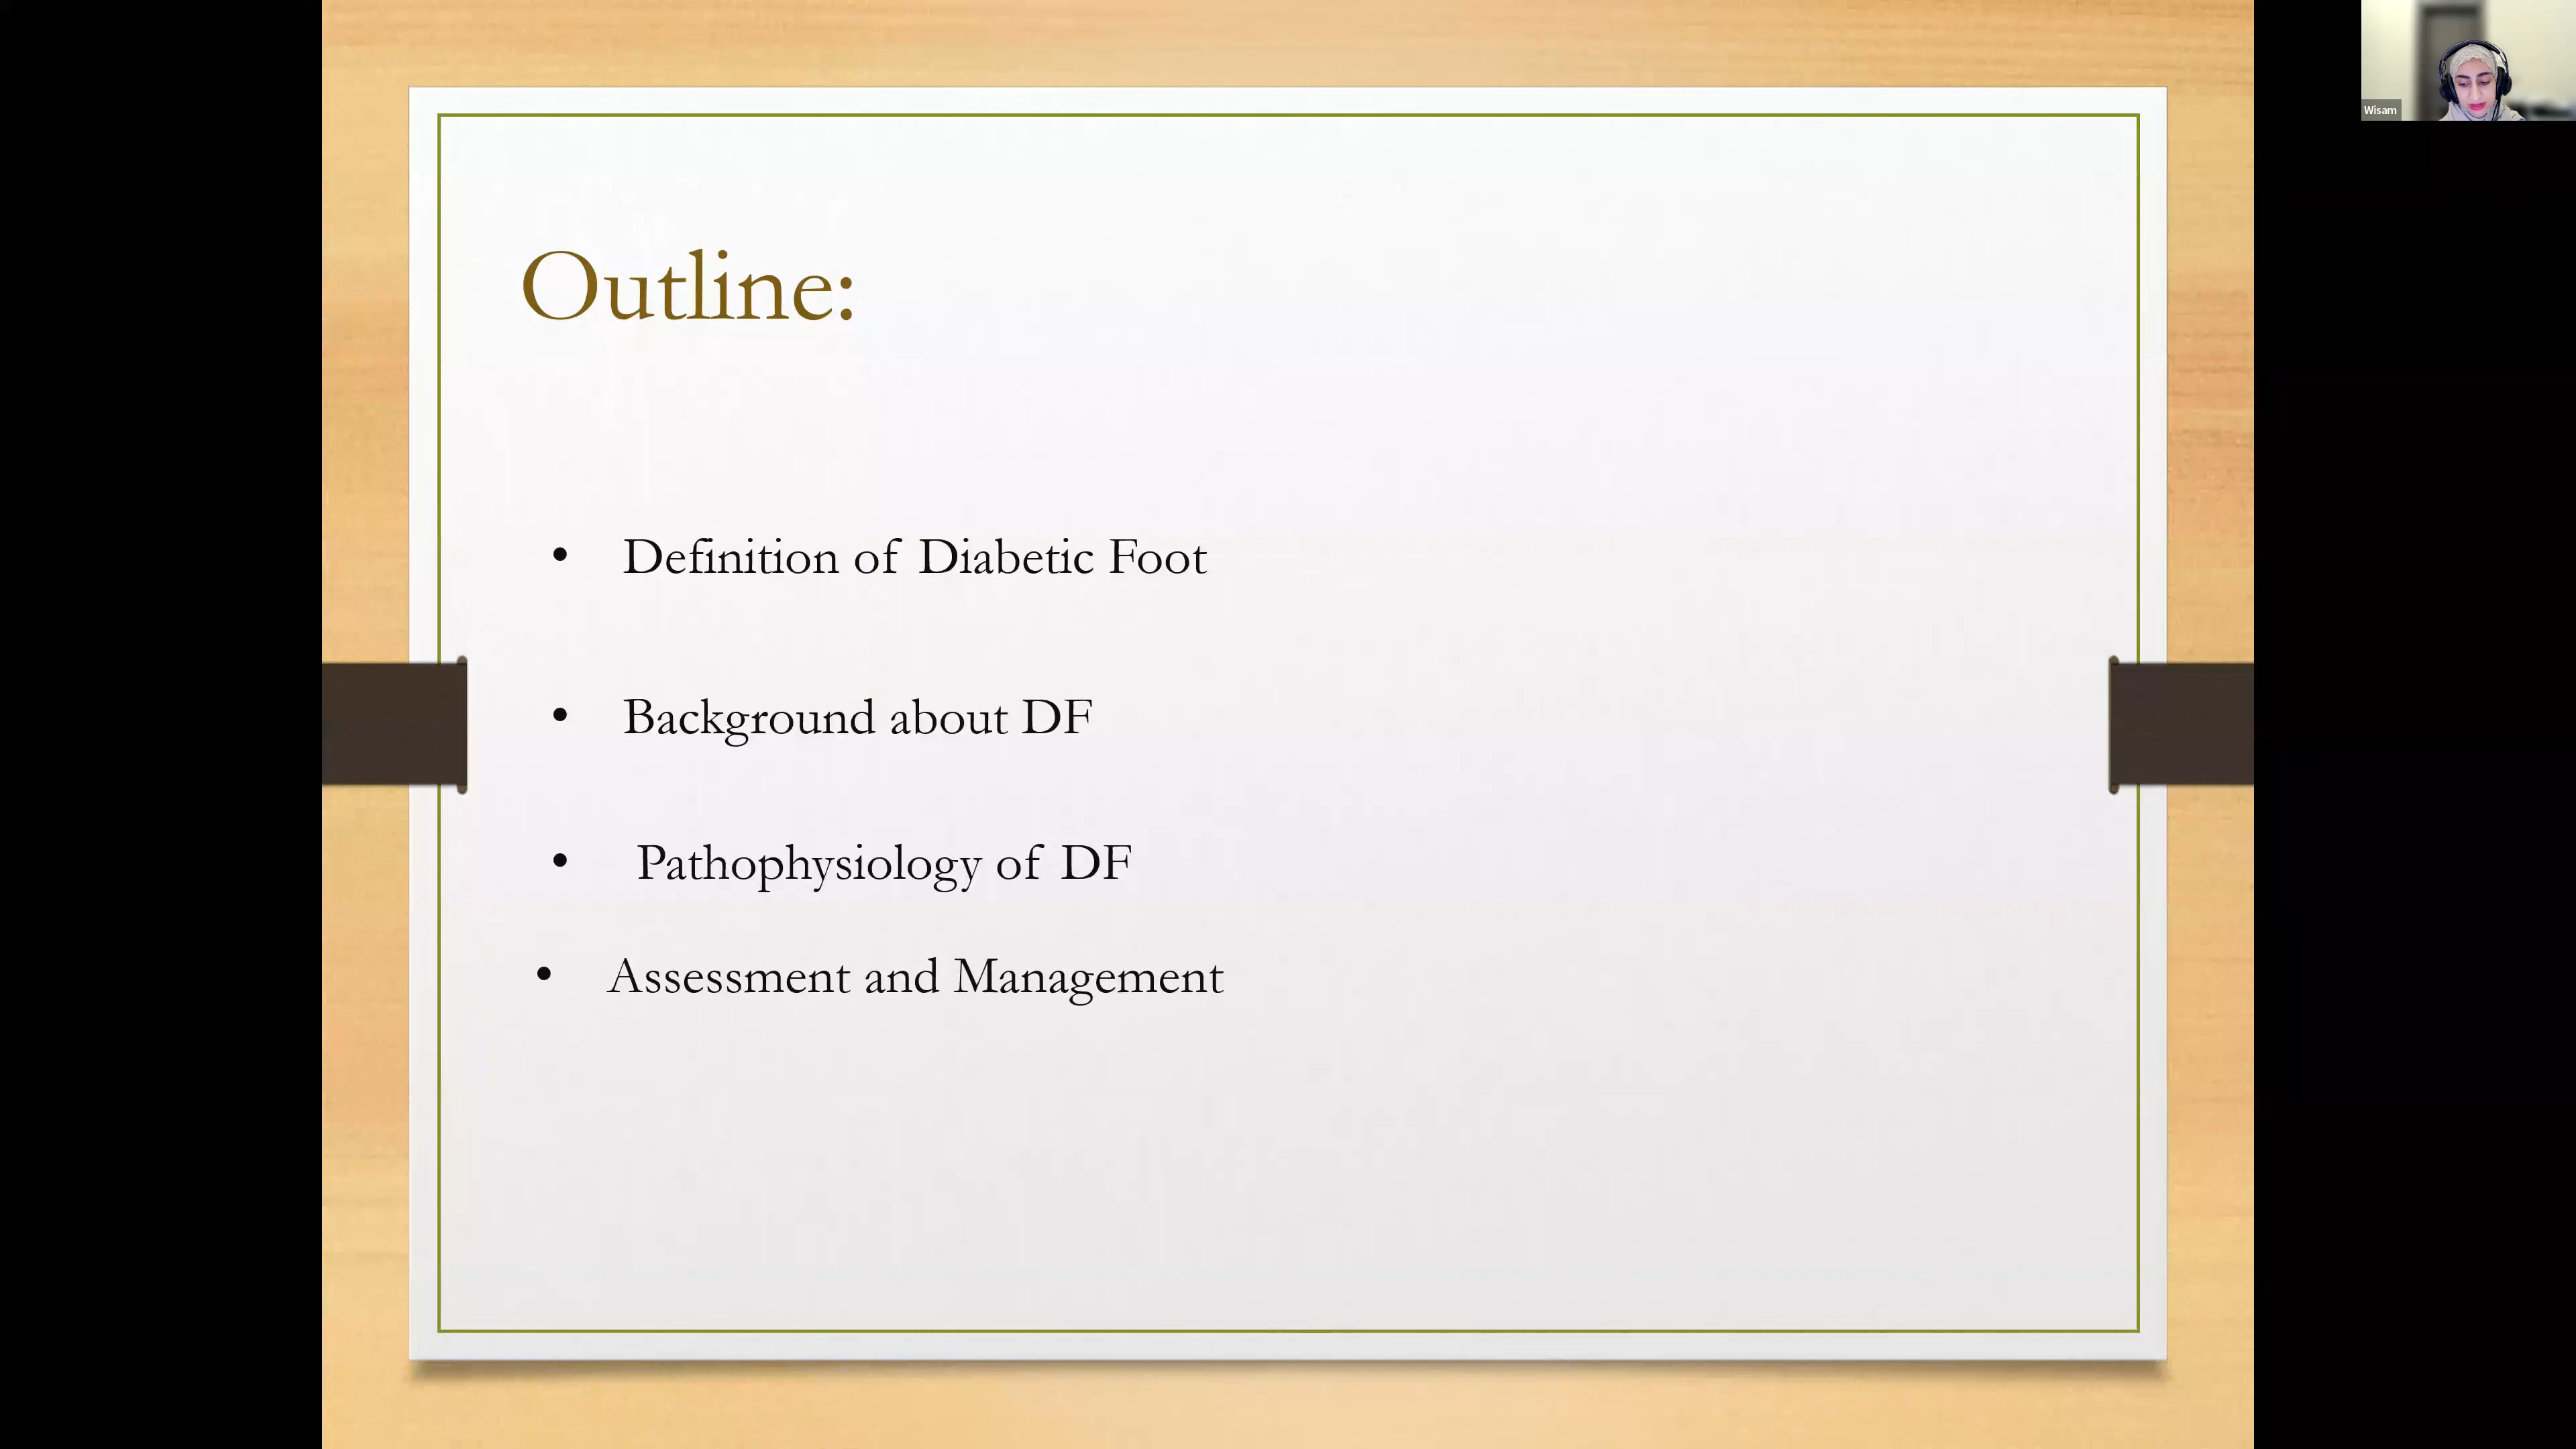 Wisam
Outline:
• Definition of Diabetic Foot
• Background about DF
• Pathophysiology of DF
• Assessment and Management